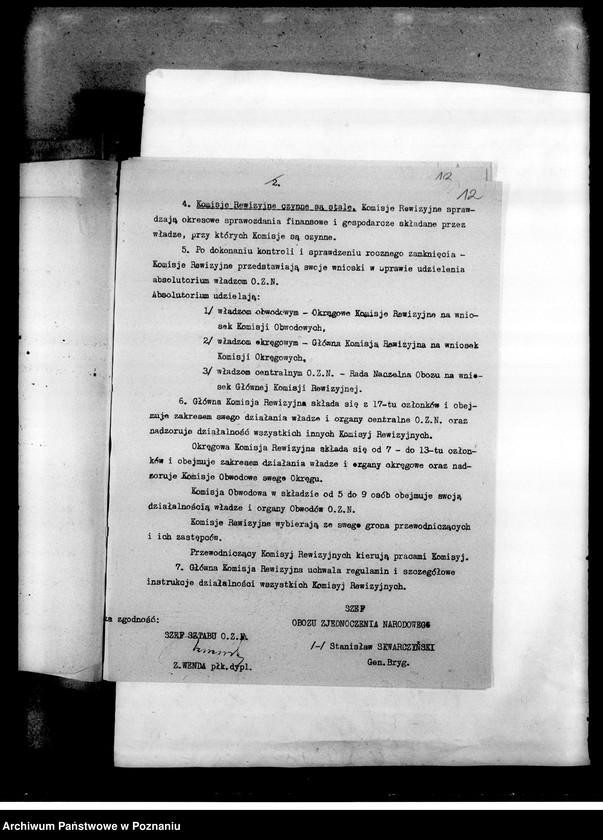 2.
12
12
4. Komisje Rewizyjne czynne są stale. Komisje Rewizyjne spraw-
dzają okresowe sprawozdania finansowe i gospodarcze składane przez
władze, przy których Komisje są czynne.
5. Po dokonaniu kontroli i sprawdzeniu rocznego zamknięcia -
Komisje Rewizyjne przedstawiają swoje wnioski w sprawie udzielenia
absolutorium władzom O.Z.N.
Absolutorium udzielają:
1/ władzom obwodowym - Okręgowe Komisje Rewizyjne na wnio-
sek Komisji Obwodowych,
2/ władzom okręgowym - Główna Komisja Rewizyjna na wniosek
Komisji Okręgowych,
3/ władzom centralnym O.Z.N. - Rada Naczelna Obozu na wnio-
sek Głównej Komisji Rewizyjnej.
6. Główna Komisja Rewizyjna składa się z 17-tu członków i obej-
muje zakresem swego działania władze i organy centralne O.Z.N. oraz
nadzoruje działalność wszystkich innych Komisyj Rewizyjnych.
Okręgowa Komisja Rewizyjna składa się od 7 - do 13-tu człon-
ków i obejmuje zakresem działania władze i organy okręgowe oraz nad-
zoruje Komisje Obwodowe swego Okręgu.
Komisja Obwodowa w składzie od 5 do 9 osób obejmuje swoją
działalnością władze i organy Obwodów O.Z.N.
Komisje Rewizyjne wybierają ze swego grona przewodniczących
i ich zastępców.
Przewodniczący Komisyj Rewizyjnych kierują pracami Komisyj.
7. Główna Komisja Rewizyjna uchwala regulamin i szczegółowe
instrukcje działalności wszystkich Komisyj Rewizyjnych.
SZEF
OBOZU ZJEDNOCZENIA NARODOWEGO
/-/ Stanisław SKWARCZYŃSKI
Gen.Bryg.
za zgodność:
SZEF SZTABU O.Z.N.
Z.WENDA płk.dypl.
Archiwum Państwowe w Poznaniu